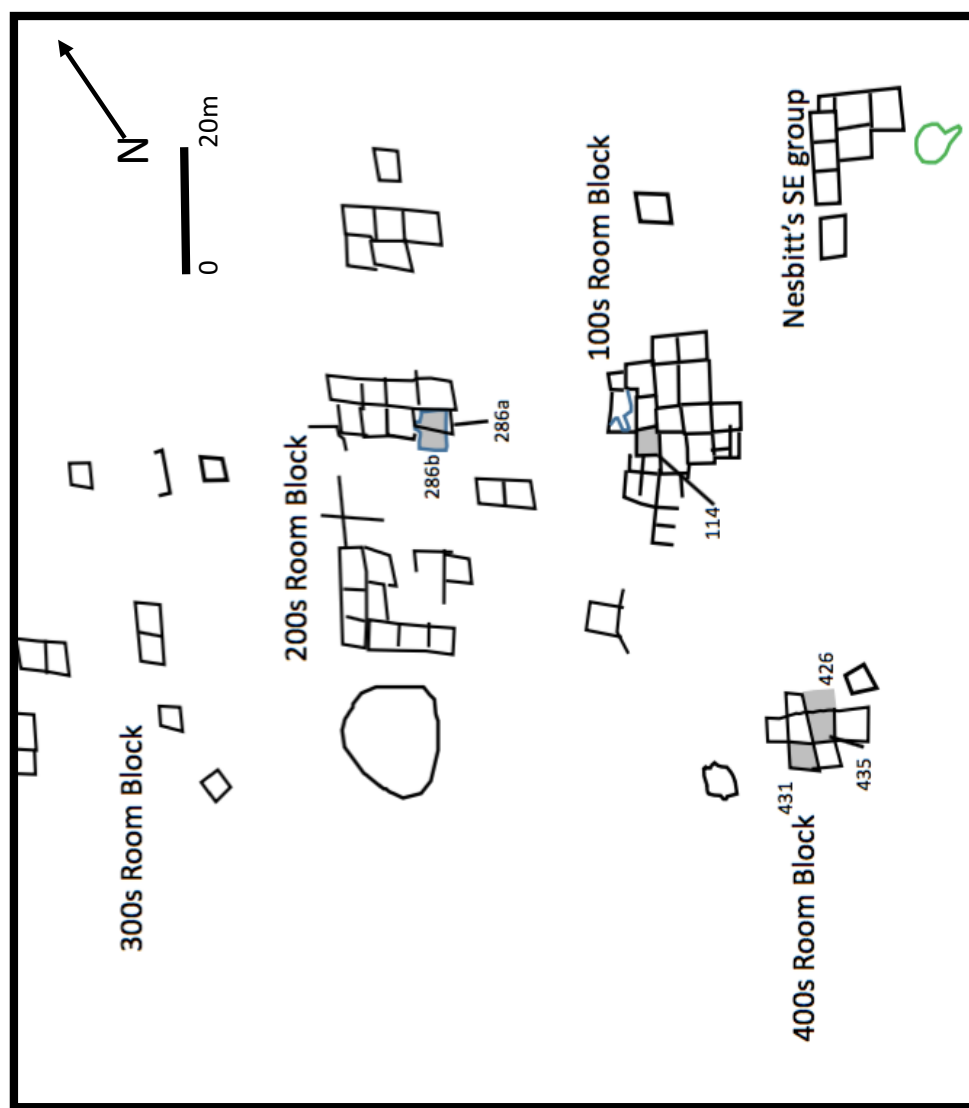 N
0
20m
Nesbitt's SE group
100s Room Block
286a
286b
200s Room Block
114
300s Room Block
426
435
431
400s Room Block